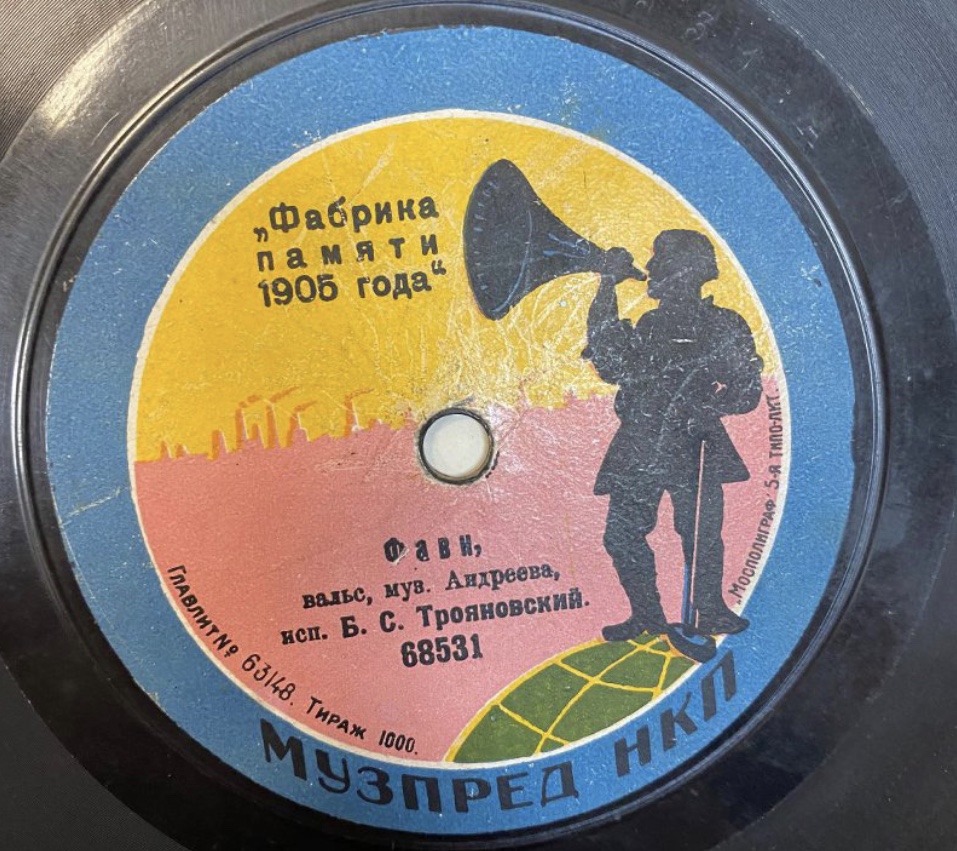 „Фабрика
памяти
1905 года“
Фавн,
вальс, муз. Андреева,
исп. Б. С. Трояновский.
68531
Главлит № 63148. Тираж 1000.
„Мосполиграф“ 5-я типо-лит.
МУЗПРЕД НКП